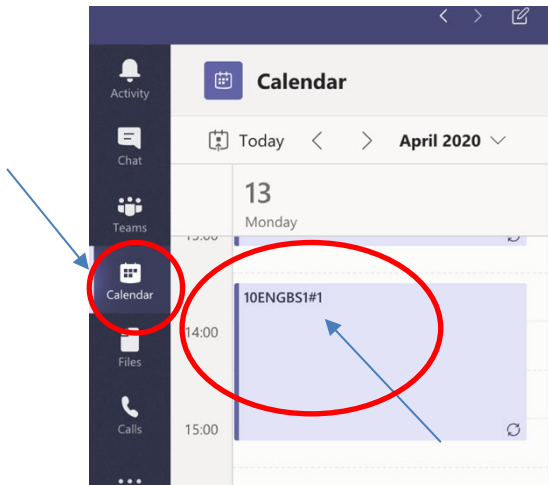 Activity
Calendar
Today
April 2020
Chat
13
Monday
Teams
Calendar
10ENGBS1#1
14:00
Files
15:00
Calls